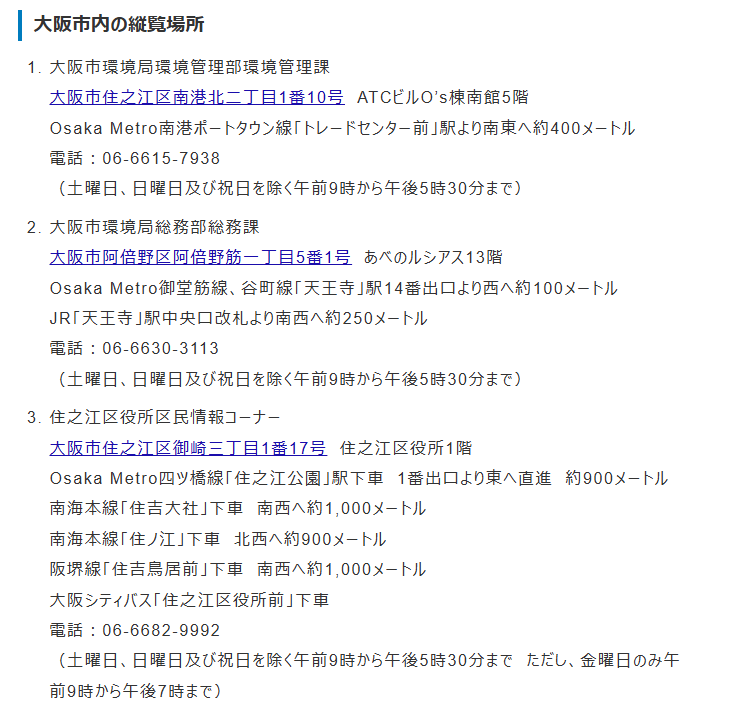 大阪市内の縦覧場所
1. 大阪市環境局環境管理部環境管理課
大阪市住之江区南港北二丁目1番10号　ATCビルO’s棟南館5階
Osaka Metro南港ポートタウン線「トレードセンター前」駅より南東へ約400メートル
電話：06-6615-7938
（土曜日、日曜日及び祝日を除く午前9時から午後5時30分まで）
2. 大阪市環境局総務部総務課
大阪市阿倍野区阿倍野筋一丁目5番1号　あべのルシアス13階
Osaka Metro御堂筋線、谷町線「天王寺」駅14番出口より西へ約100メートル
JR「天王寺」駅中央口改札より南西へ約250メートル
電話：06-6630-3113
（土曜日、日曜日及び祝日を除く午前9時から午後5時30分まで）
3. 住之江区役所区民情報コーナー
大阪市住之江区御崎三丁目1番17号　住之江区役所1階
Osaka Metro四ツ橋線「住之江公園」駅下車　1番出口より東へ直進　約900メートル
南海本線「住吉大社」下車　南西へ約1,000メートル
南海本線「住ノ江」下車　北西へ約900メートル
阪堺線「住吉鳥居前」下車　南西へ約1,000メートル
大阪シティバス「住之江区役所前」下車
電話：06-6682-9992
（土曜日、日曜日及び祝日を除く午前9時から午後5時30分まで　ただし、金曜日のみ午
前9時から午後7時まで）